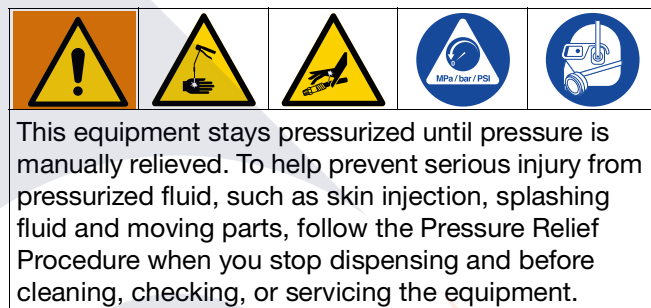 MPa / bar / PSI
This equipment stays pressurized until pressure is
manually relieved. To help prevent serious injury from
pressurized fluid, such as skin injection, splashing
fluid and moving parts, follow the Pressure Relief
Procedure when you stop dispensing and before
cleaning, checking, or servicing the equipment.